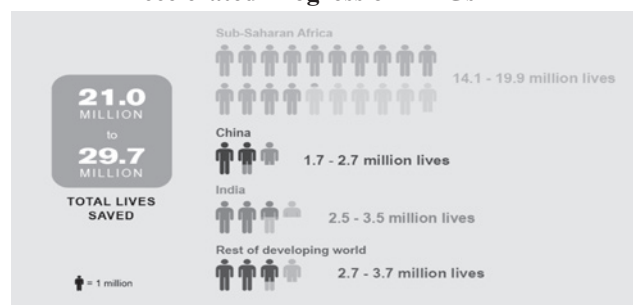 Sub-Saharan Africa
14.1 - 19.9 million lives
21.0
MILLION
to
29.7
MILLION
TOTAL LIVES
SAVED
China
1.7 - 2.7 million lives
India
2.5 - 3.5 million lives
Rest of developing world
2.7 - 3.7 million lives
= 1 million